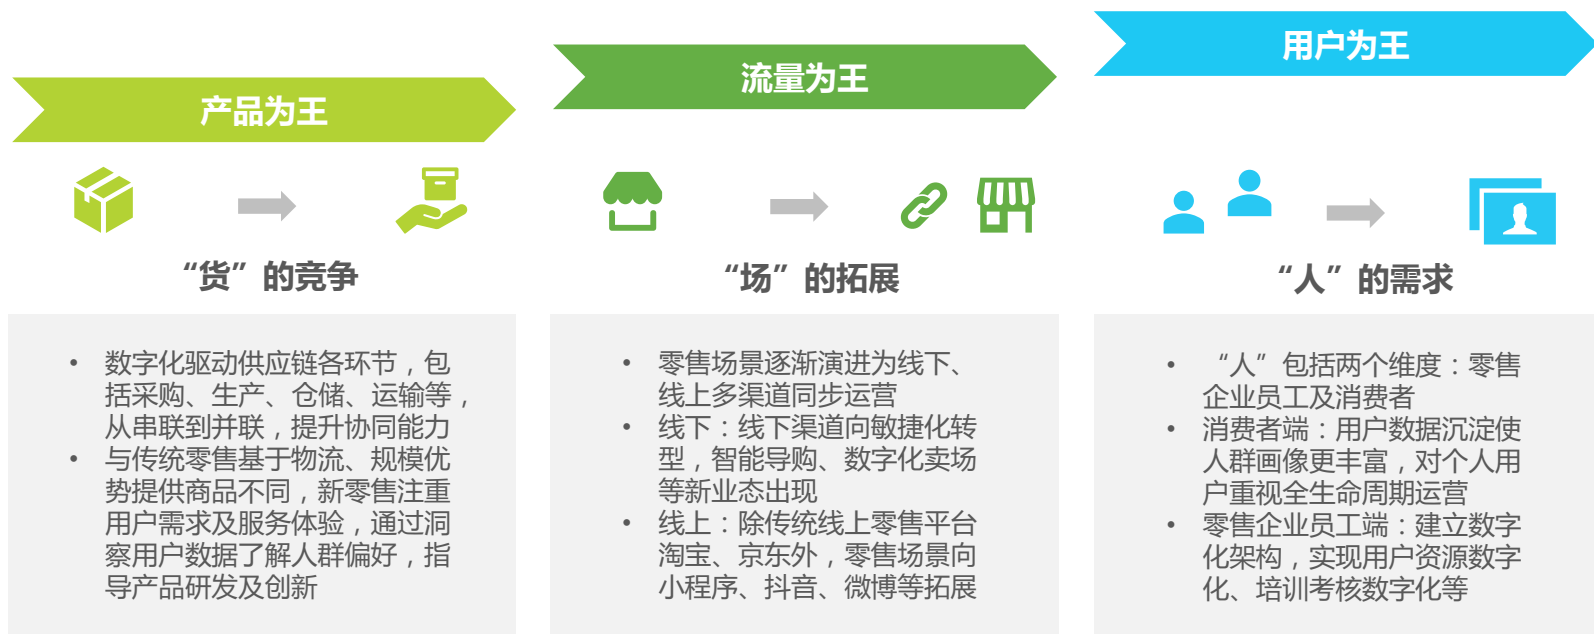 产品为王
“货”的竞争
• 数字化驱动供应链各环节，包
括采购、生产、仓储、运输等，
从串联到并联，提升协同能力
• 与传统零售基于物流、规模优
势提供商品不同，新零售注重
用户需求及服务体验，通过洞
察用户数据了解人群偏好，指
导产品研发及创新
流量为王
“场”的拓展
• 零售场景逐渐演进为线下、
线上多渠道同步运营
• 线下：线下渠道向敏捷化转
型，智能导购、数字化卖场
等新业态出现
• 线上：除传统线上零售平台
淘宝、京东外，零售场景向
小程序、抖音、微博等拓展
用户为王
“人”的需求
• “人”包括两个维度：零售
企业员工及消费者
• 消费者端：用户数据沉淀使
人群画像更丰富，对个人用
户重视全生命周期运营
• 零售企业员工端：建立数字
化架构，实现用户资源数字
化、培训考核数字化等